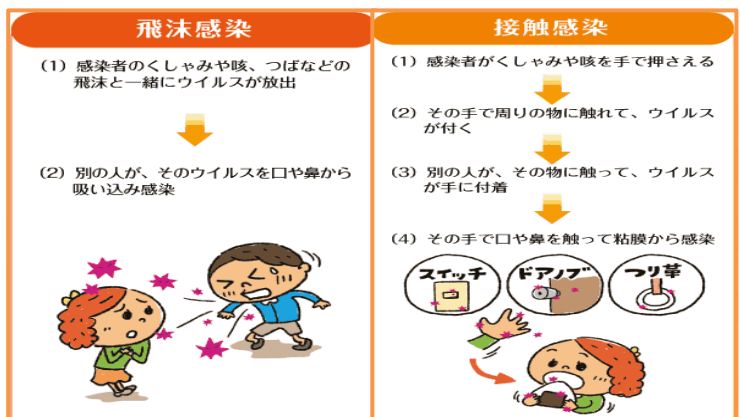 飛沫感染
(1) 感染者のくしゃみや咳、つばなどの
飛沫と一緒にウイルスが放出
(2) 別の人が、そのウイルスを口や鼻から
吸い込み感染
接触感染
(1) 感染者がくしゃみや咳を手で押さえる
(2) その手で周りの物に触れて、ウイルス
が付く
(3) 別の人が、その物に触って、ウイルス
が手に付着
(4) その手で口や鼻を触って粘膜から感染
スイッチ
ドアノブ
つり革